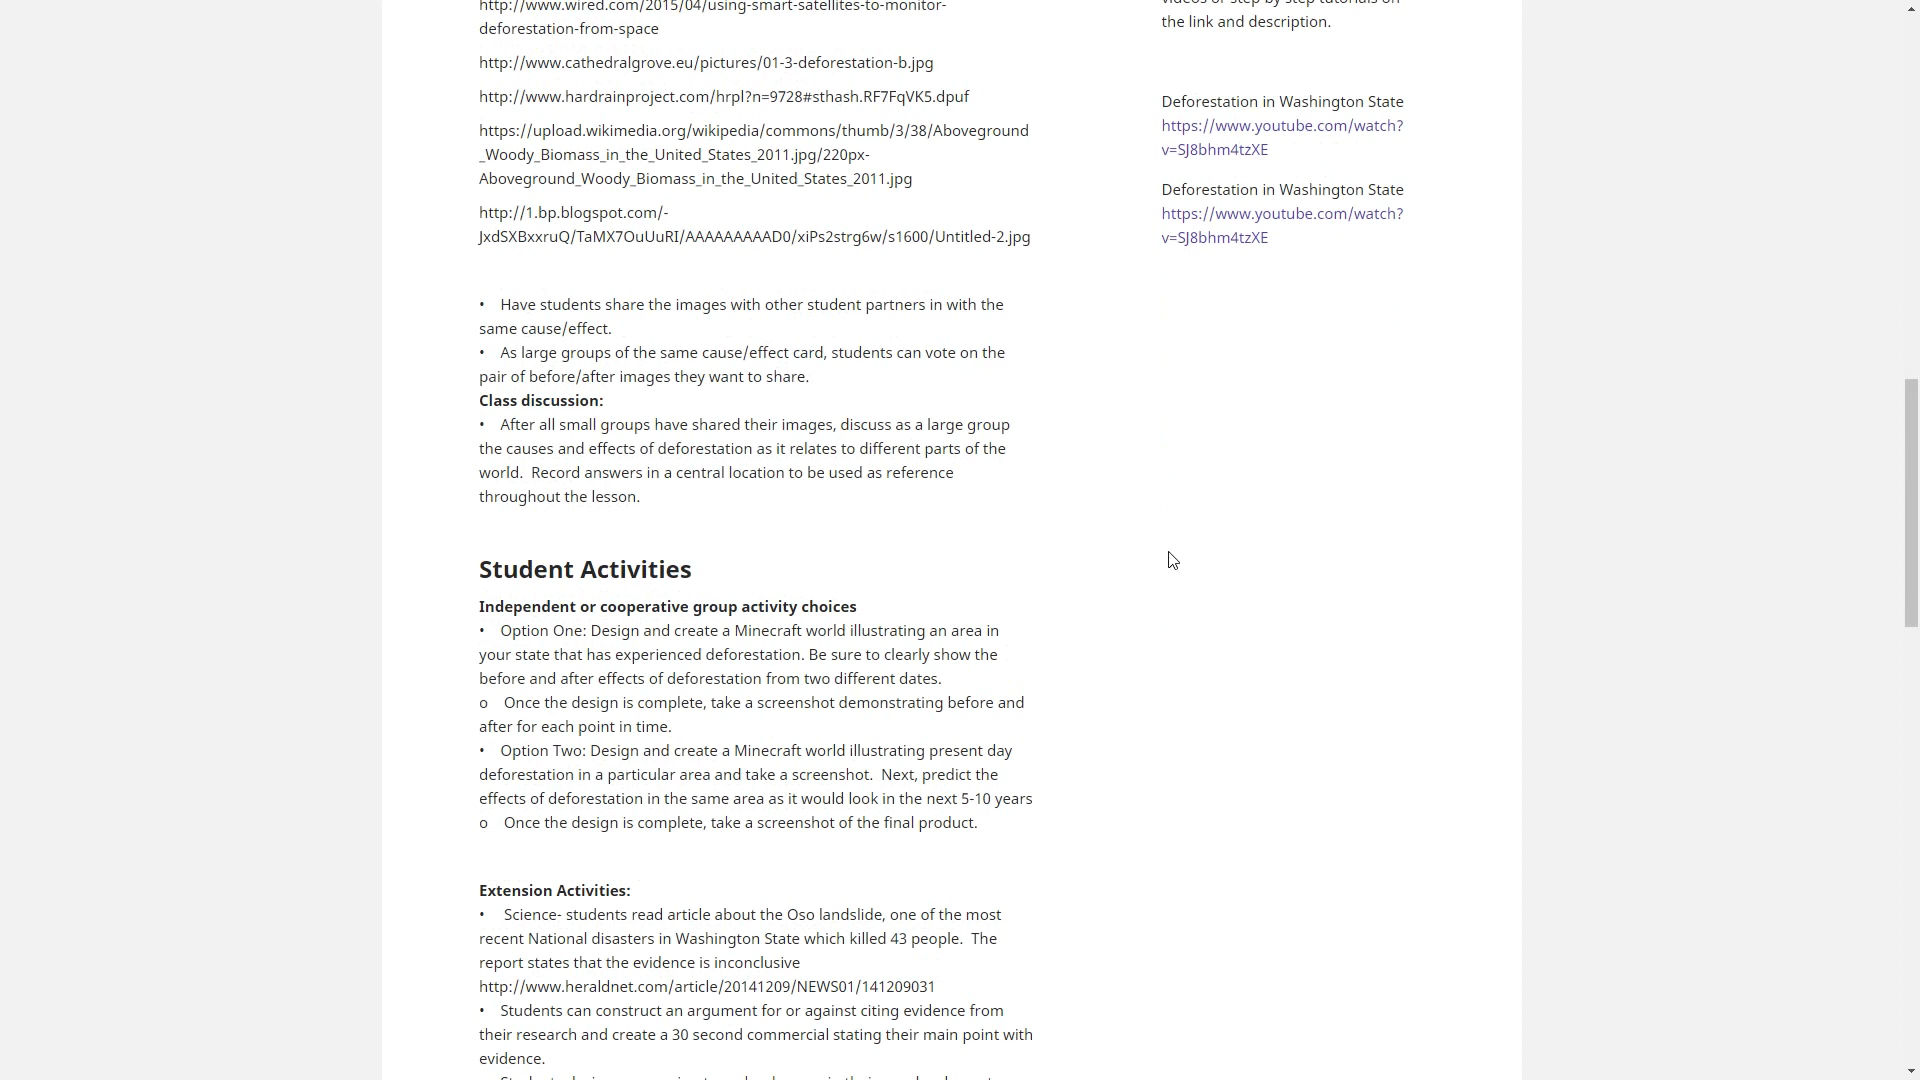 http://www.wired.com/2015/04/using-smart-satellites-to-monitor-
deforestation-from-space
http://www.cathedralgrove.eu/pictures/01-3-deforestation-b.jpg
http://www.hardrainproject.com/hrpl?n=9728#sthash.RF7FqVK5.dpuf
https://upload.wikimedia.org/wikipedia/commons/thumb/3/38/Aboveground
_Woody_Biomass_in_the_United_States_2011.jpg/220px-
Aboveground_Woody_Biomass_in_the_United_States_2011.jpg
http://1.bp.blogspot.com/-
JxdSXBxxruQ/TaMX7OuUuRI/AAAAAAAAAD0/xiPs2strg6w/s1600/Untitled-2.jpg
• Have students share the images with other student partners in with the
same cause/effect.
• As large groups of the same cause/effect card, students can vote on the
pair of before/after images they want to share.
Class discussion:
• After all small groups have shared their images, discuss as a large group
the causes and effects of deforestation as it relates to different parts of the
world.  Record answers in a central location to be used as reference
throughout the lesson.
Student Activities
Independent or cooperative group activity choices
• Option One: Design and create a Minecraft world illustrating an area in
your state that has experienced deforestation. Be sure to clearly show the
before and after effects of deforestation from two different dates.
o Once the design is complete, take a screenshot demonstrating before and
after for each point in time.
• Option Two: Design and create a Minecraft world illustrating present day
deforestation in a particular area and take a screenshot.  Next, predict the
effects of deforestation in the same area as it would look in the next 5-10 years
o Once the design is complete, take a screenshot of the final product.
Extension Activities:
• Science- students read article about the Oso landslide, one of the most
recent National disasters in Washington State which killed 43 people.  The
report states that the evidence is inconclusive
http://www.heraldnet.com/article/20141209/NEWS01/141209031
• Students can construct an argument for or against citing evidence from
their research and create a 30 second commercial stating their main point with
evidence.
videos or step by step tutorials on
the link and description.
Deforestation in Washington State
https://www.youtube.com/watch?
v=SJ8bhm4tzXE
Deforestation in Washington State
https://www.youtube.com/watch?
v=SJ8bhm4tzXE